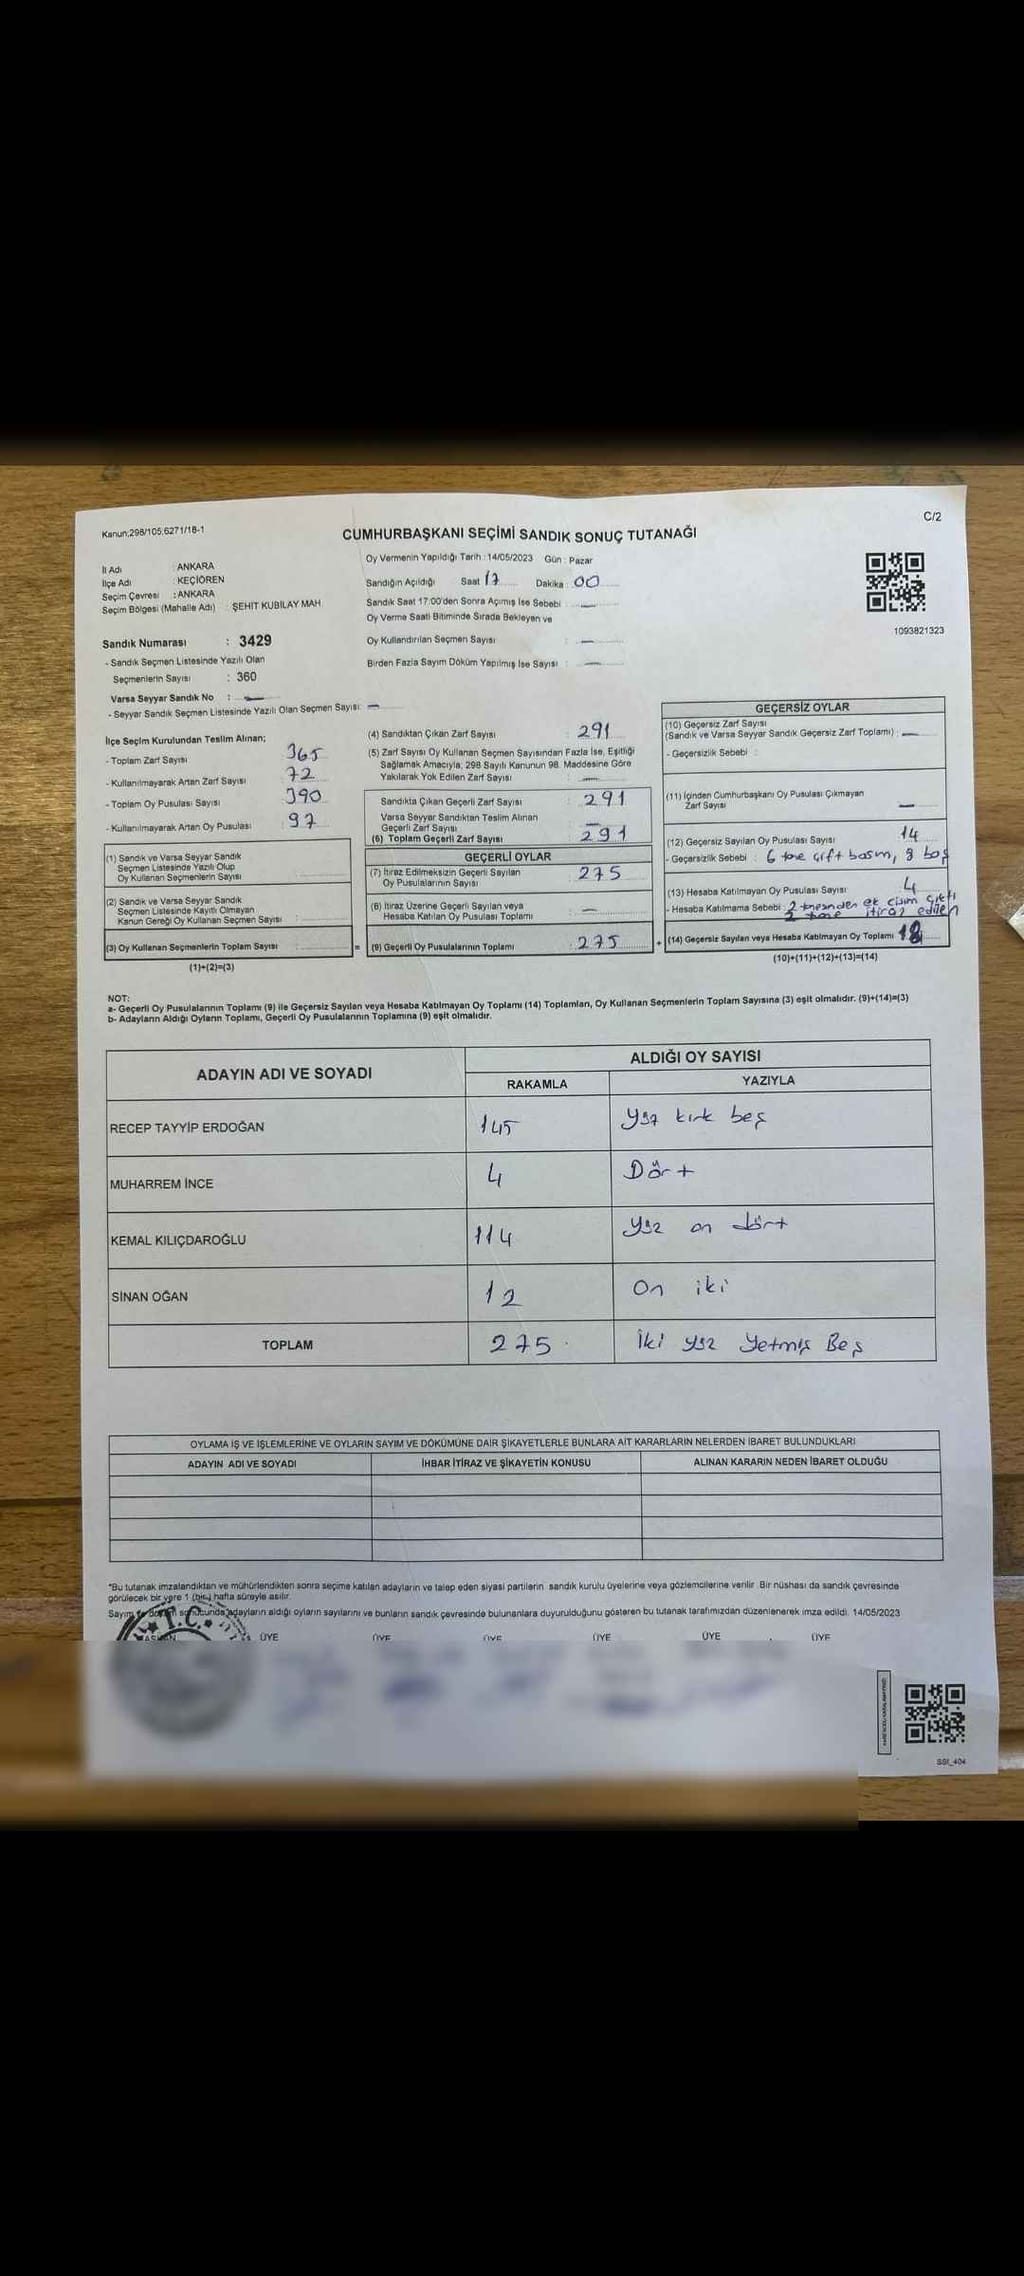 Kanun;298/105;6271/18-1
C/2
CUMHURBAŞKANI SEÇİMİ SANDIK SONUÇ TUTANAĞI
İl Adı : ANKARA
İlçe Adı : KEÇİÖREN
Seçim Çevresi : ANKARA
Seçim Bölgesi (Mahalle Adı) : ŞEHİT KUBİLAY MAH
Sandık Numarası : 3429
- Sandık Seçmen Listesinde Yazılı Olan
Seçmenlerin Sayısı : 360
Varsa Seyyar Sandık No : —
- Seyyar Sandık Seçmen Listesinde Yazılı Olan Seçmen Sayısı: —
Oy Vermenin Yapıldığı Tarih : 14/05/2023 Gün : Pazar
Sandığın Açıldığı Saat 17 Dakika : 00
Sandık Saat 17:00'den Sonra Açımış İse Sebebi : —
Oy Verme Saati Bitiminde Sırada Bekleyen ve
Oy Kullandırılan Seçmen Sayısı : —
Birden Fazla Sayım Döküm Yapılmış İse Sayısı : —
1093821323
İlçe Seçim Kurulundan Teslim Alınan;
- Toplam Zarf Sayısı : 365
- Kullanılmayarak Artan Zarf Sayısı : 72
- Toplam Oy Pusulası Sayısı : 390
- Kullanılmayarak Artan Oy Pusulası : 97
(1) Sandık ve Varsa Seyyar Sandık
Seçmen Listesinde Yazılı Olup
Oy Kullanan Seçmenlerin Sayısı :
(2) Sandık ve Varsa Seyyar Sandık
Seçmen Listesinde Kayıtlı Olmayan
Kanun Gereği Oy Kullanan Seçmen Sayısı :
(3) Oy Kullanan Seçmenlerin Toplam Sayısı :
(1)+(2)=(3)
(4) Sandıktan Çıkan Zarf Sayısı : 291
(5) Zarf Sayısı Oy Kullanan Seçmen Sayısından Fazla İse, Eşitliği
Sağlamak Amacıyla; 298 Sayılı Kanunun 98. Maddesine Göre
Yakılarak Yok Edilen Zarf Sayısı : —
Sandıkta Çıkan Geçerli Zarf Sayısı : 291
Varsa Seyyar Sandıktan Teslim Alınan
Geçerli Zarf Sayısı : —
(6) Toplam Geçerli Zarf Sayısı : 291
GEÇERLİ OYLAR
(7) İtiraz Edilmeksizin Geçerli Sayılan
Oy Pusulalarının Sayısı : 275
(8) İtiraz Üzerine Geçerli Sayılan veya
Hesaba Katılan Oy Pusulası Toplamı : —
= (9) Geçerli Oy Pusulalarının Toplamı : 275 +
GEÇERSİZ OYLAR
(10) Geçersiz Zarf Sayısı
(Sandık ve Varsa Seyyar Sandık Geçersiz Zarf Toplamı) : —
- Geçersizlik Sebebi :
(11) İçinden Cumhurbaşkanı Oy Pusulası Çıkmayan
Zarf Sayısı : —
(12) Geçersiz Sayılan Oy Pusulası Sayısı : 14
- Geçersizlik Sebebi : 6 tane çift basım, 8 boş
(13) Hesaba Katılmayan Oy Pusulası Sayısı : 4
- Hesaba Katılmama Sebebi : 2 tanesinden ek cisim çıktı
2 tane itiraz edilen
(14) Geçersiz Sayılan veya Hesaba Katılmayan Oy Toplamı : 18
(10)+(11)+(12)+(13)=(14)
NOT:
a- Geçerli Oy Pusulalarının Toplamı (9) ile Geçersiz Sayılan veya Hesaba Katılmayan Oy Toplamı (14) Toplamları, Oy Kullanan Seçmenlerin Toplam Sayısına (3) eşit olmalıdır. (9)+(14)=(3)
b- Adayların Aldığı Oyların Toplamı, Geçerli Oy Pusulalarının Toplamına (9) eşit olmalıdır.
ADAYIN ADI VE SOYADI
ALDIĞI OY SAYISI
RAKAMLA YAZIYLA
RECEP TAYYİP ERDOĞAN 145 Yüz kırk beş
MUHARREM İNCE 4 Dört
KEMAL KILIÇDAROĞLU 114 Yüz on dört
SİNAN OĞAN 12 On iki
TOPLAM 275 İki yüz Yetmiş Beş
OYLAMA İŞ VE İŞLEMLERİNE VE OYLARIN SAYIM VE DÖKÜMÜNE DAİR ŞİKAYETLERLE BUNLARA AİT KARARLARIN NELERDEN İBARET BULUNDUKLARI
ADAYIN ADI VE SOYADI İHBAR İTİRAZ VE ŞİKAYETİN KONUSU ALINAN KARARIN NEDEN İBARET OLDUĞU
*Bu tutanak imzalandıktan ve mühürlendikten sonra seçime katılan adayların ve talep eden siyasi partilerin sandık kurulu üyelerine veya gözlemcilerine verilir. Bir nüshası da sandık çevresinde
görülecek bir yere 1 (bir) hafta süreyle asılır.
Sayım ve döküm sonucunda adayların aldığı oyların sayılarını ve bunların sandık çevresinde bulunanlara duyurulduğunu gösteren bu tutanak tarafımızdan düzenlenerek imza edildi. 14/05/2023
T.C.
ÜYE ÜYE ÜYE ÜYE ÜYE ÜYE
SSI_404